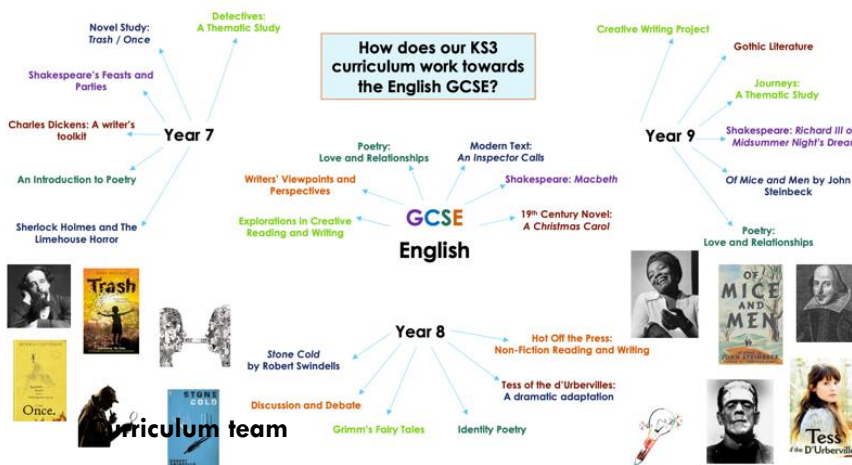 How does our KS3
curriculum work towards
the English GCSE?
Detectives:
A Thematic Study
Novel Study:
Trash / Once
Shakespeare's Feasts and
Parties
Charles Dickens: A writer's
toolkit
Year 7
An Introduction to Poetry
Sherlock Holmes and The
Limehouse Horror
Creative Writing Project
Gothic Literature
Journeys:
A Thematic Study
Year 9
Shakespeare: Richard III o
Midsummer Night's Drea
Of Mice and Men by John
Steinbeck
Poetry:
Love and Relationships
Poetry:
Love and Relationships
Modern Text:
An Inspector Calls
Writers' Viewpoints and
Perspectives
Shakespeare: Macbeth
GCSE
English
Explorations in Creative
Reading and Writing
19th Century Novel:
A Christmas Carol
Year 8
Stone Cold
by Robert Swindells
Hot Off the Press:
Non-Fiction Reading and Writing
Tess of the d'Urbervilles:
A dramatic adaptation
Discussion and Debate
Grimm's Fairy Tales
Identity Poetry
Trash
Once.
STONE
COLD
Curriculum team
OF
MICE
AND
MEN
JOHN STEINBECK
Tess
of the D'Urberville